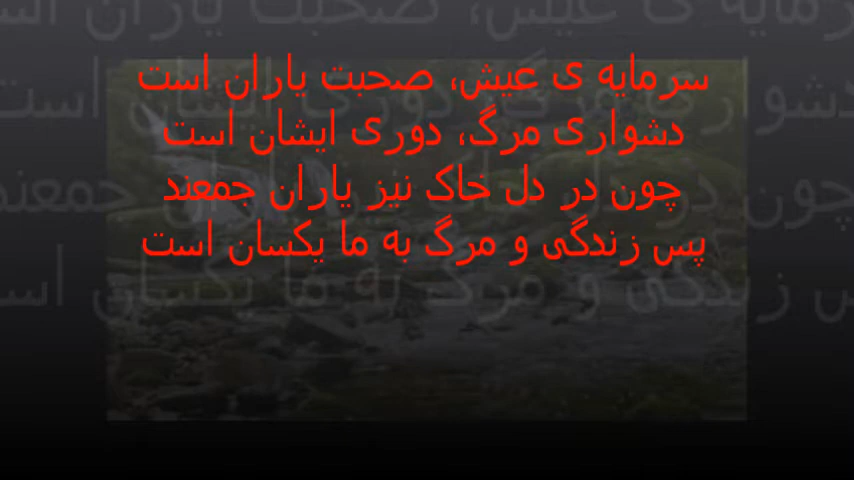 سرمایه ی عیش، صحبت یاران است
دشواری مرگ، دوری ایشان است
چون در دل خاک نیز یاران جمعند
پس زندگی و مرگ به ما یکسان است